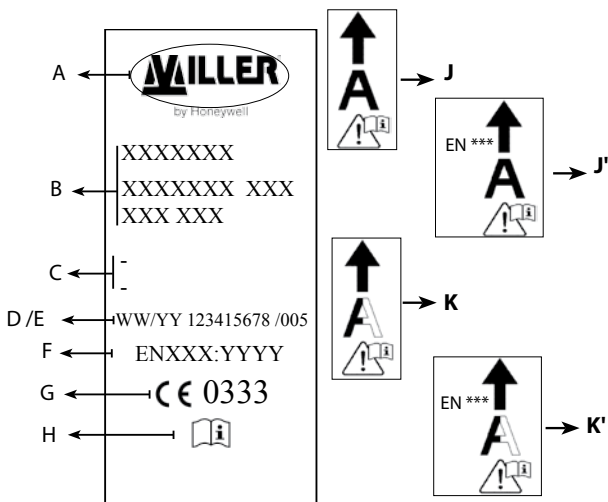 A
MILLER
by Honeywell
B
XXXXXXX
XXXXXXX XXX
XXX XXX
C
-
-
D /E
WW/YY 123415678 /005
F
ENXXX:YYYY
G
CE 0333
H
i
A
i
J
EN ***
A
i
J'
A
i
K
EN ***
A
i
K'